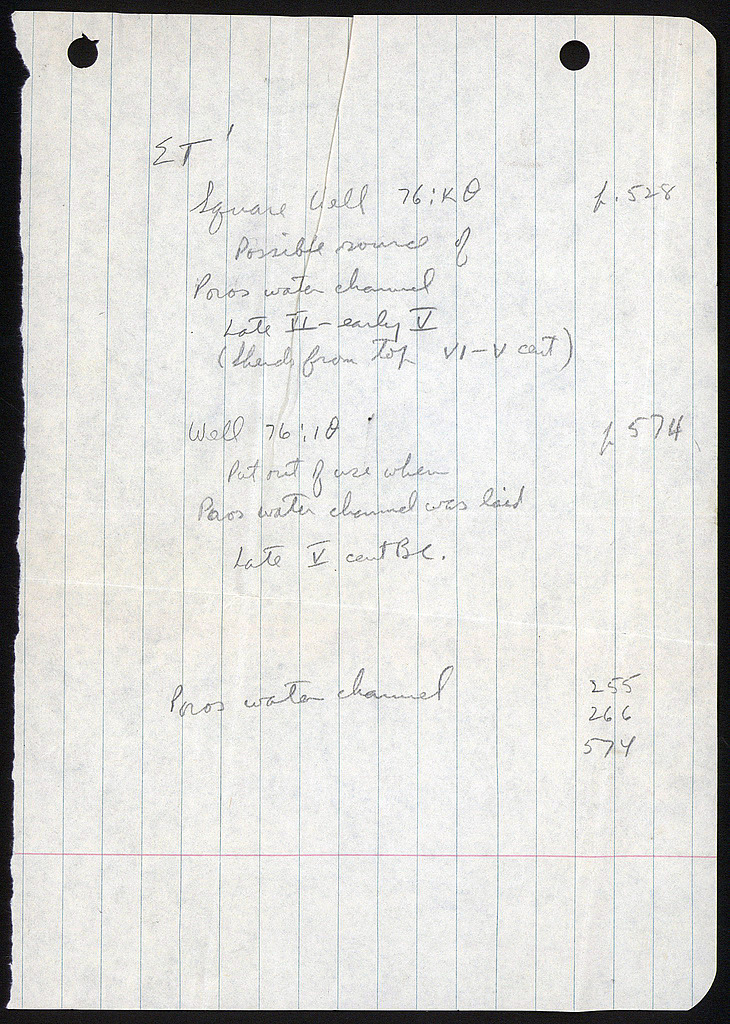 ΣΤ'
Square Well 76:ΚΘ p. 528
Possible source of
Poros water channel
Late VI - early V
(Sherds from top VI-V cent)
Well 76:ΙΘ p 574
Put out of use when
Poros water channel was laid
Late V cent BC.
Poros water channel 255
266
574